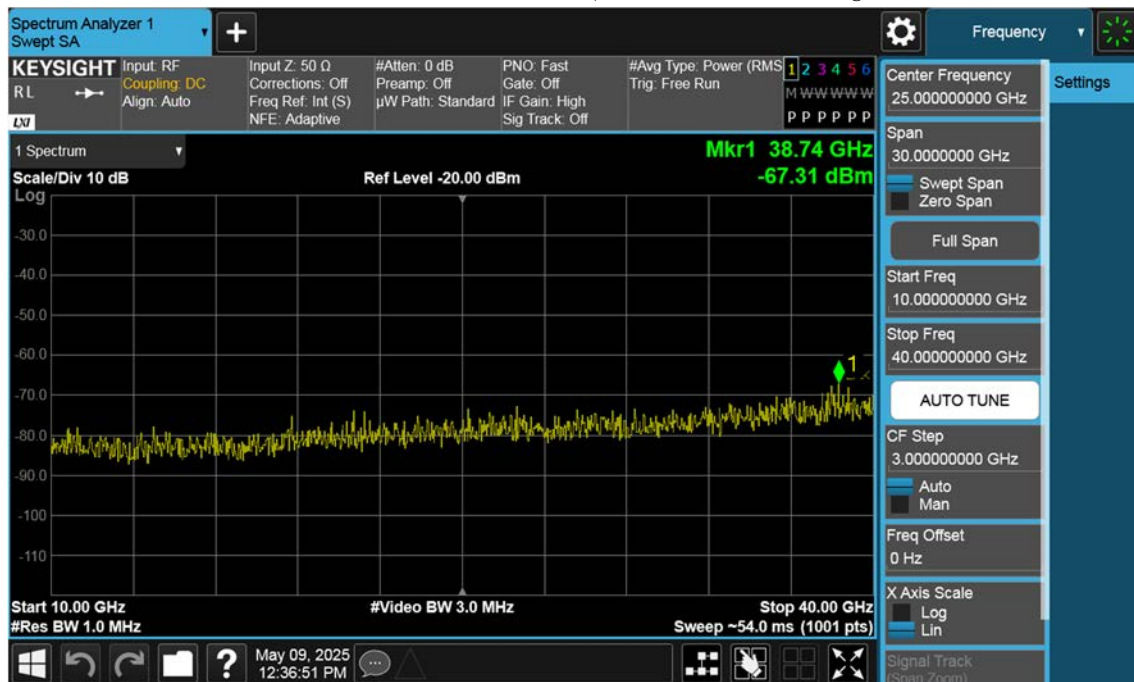 Spectrum Analyzer 1
Swept SA
Frequency
KEYSIGHT
RL
LXI
Input: RF
Coupling: DC
Align: Auto
Input Z: 50 Ω
Corrections: Off
Freq Ref: Int (S)
NFE: Adaptive
#Atten: 0 dB
Preamp: Off
µW Path: Standard
PNO: Fast
Gate: Off
IF Gain: High
Sig Track: Off
#Avg Type: Power (RMS
Trig: Free Run
1 2 3 4 5 6
M W W W W W
P P P P P P
1 Spectrum
Scale/Div 10 dB
Ref Level -20.00 dBm
Mkr1 38.74 GHz
-67.31 dBm
Log
-30.0
-40.0
-50.0
-60.0
-70.0
-80.0
-90.0
-100
-110
1
Start 10.00 GHz
#Res BW 1.0 MHz
#Video BW 3.0 MHz
Stop 40.00 GHz
Sweep ~54.0 ms (1001 pts)
Center Frequency
25.000000000 GHz
Settings
Span
30.0000000 GHz
Swept Span
Zero Span
Full Span
Start Freq
10.000000000 GHz
Stop Freq
40.000000000 GHz
AUTO TUNE
CF Step
3.000000000 GHz
Auto
Man
Freq Offset
0 Hz
X Axis Scale
Log
Lin
Signal Track
(Span Zoom)
?
May 09, 2025
12:36:51 PM